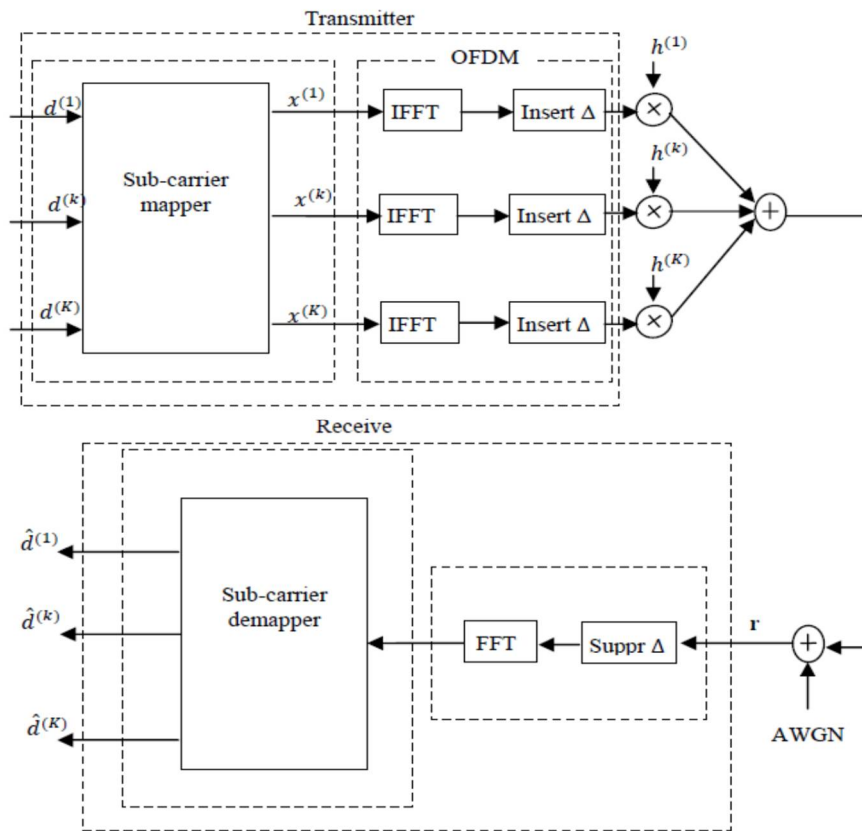 Transmitter
OFDM
h^{(1)}
d^{(1)}
x^{(1)}
IFFT
Insert Δ
×
Sub-carrier
mapper
h^{(k)}
d^{(k)}
x^{(k)}
IFFT
Insert Δ
×
+
h^{(K)}
d^{(K)}
x^{(K)}
IFFT
Insert Δ
×
Receive
d̂^{(1)}
Sub-carrier
demapper
d̂^{(k)}
FFT
Suppr Δ
r
+
d̂^{(K)}
AWGN